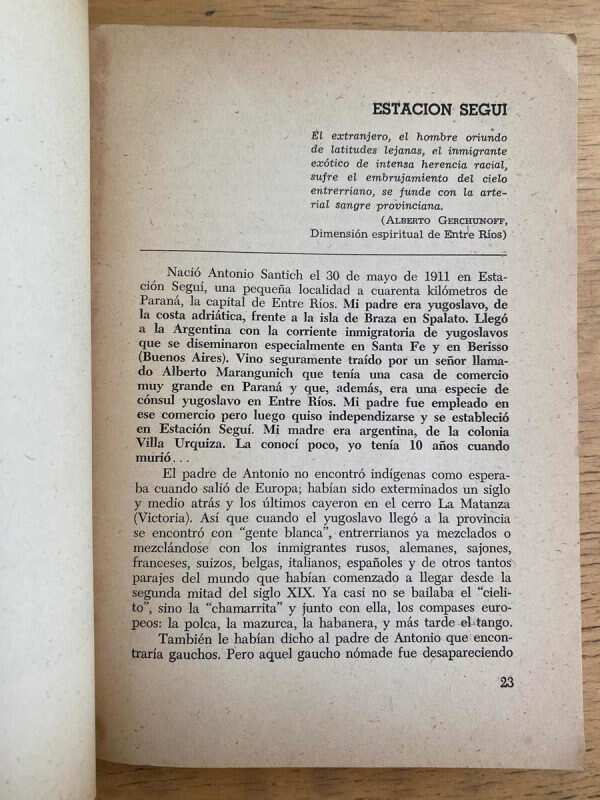 ESTACION SEGUI
El extranjero, el hombre oriundo
de latitudes lejanas, el inmigrante
exótico de intensa herencia racial,
sufre el embrujamiento del cielo
entrerriano, se funde con la arte-
rial sangre provinciana.
(ALBERTO GERCHUNOFF,
Dimensión espiritual de Entre Ríos)
Nació Antonio Santich el 30 de mayo de 1911 en Esta-
ción Seguí, una pequeña localidad a cuarenta kilómetros de
Paraná, la capital de Entre Ríos. Mi padre era yugoslavo, de
la costa adriática, frente a la isla de Braza en Spalato. Llegó
a la Argentina con la corriente inmigratoria de yugoslavos
que se diseminaron especialmente en Santa Fe y en Berisso
(Buenos Aires). Vino seguramente traído por un señor llama-
do Alberto Marangunich que tenía una casa de comercio
muy grande en Paraná y que, además, era una especie de
cónsul yugoslavo en Entre Ríos. Mi padre fue empleado en
ese comercio pero luego quiso independizarse y se estableció
en Estación Seguí. Mi madre era argentina, de la colonia
Villa Urquiza. La conocí poco, yo tenía 10 años cuando
murió...
El padre de Antonio no encontró indígenas como espera-
ba cuando salió de Europa; habían sido exterminados un siglo
y medio atrás y los últimos cayeron en el cerro La Matanza
(Victoria). Así que cuando el yugoslavo llegó a la provincia
se encontró con “gente blanca”, entrerrianos ya mezclados o
mezclándose con los inmigrantes rusos, alemanes, sajones,
franceses, suizos, belgas, italianos, españoles y de otros tantos
parajes del mundo que habían comenzado a llegar desde la
segunda mitad del siglo XIX. Ya casi no se bailaba el “cieli-
to”, sino la “chamarrita” y junto con ella, los compases euro-
peos: la polca, la mazurca, la habanera, y más tarde el tango.
También le habían dicho al padre de Antonio que encon-
traría gauchos. Pero aquel gaucho nómade fue desapareciendo
23